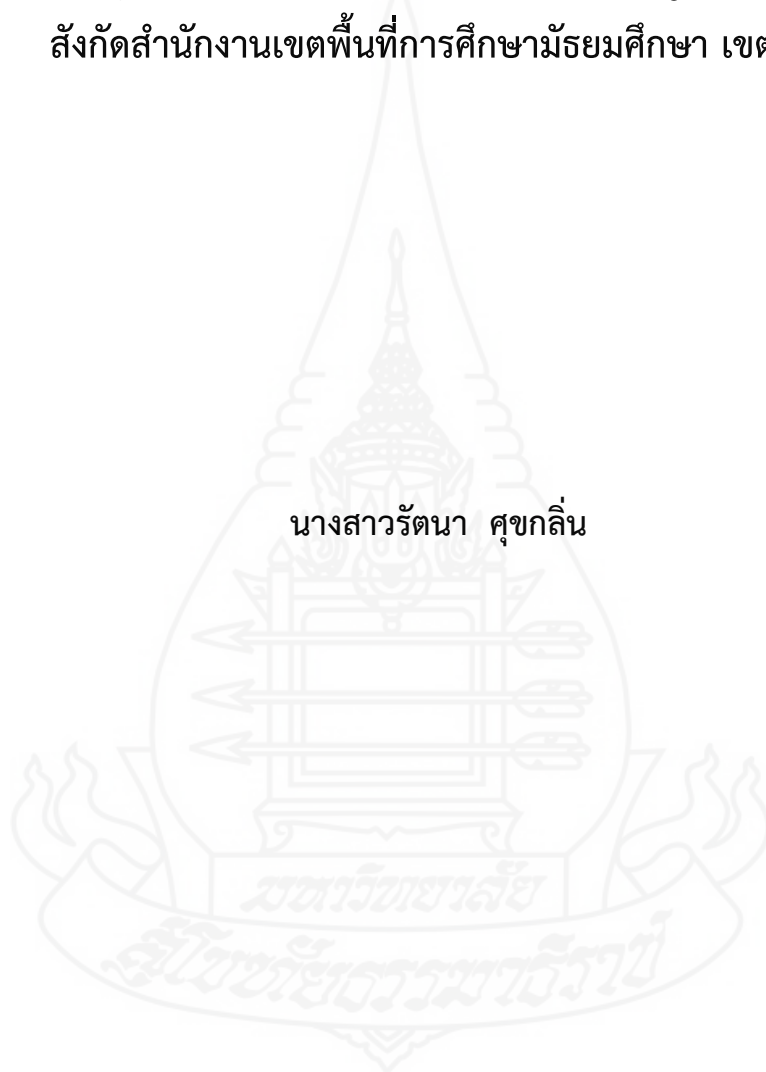 สังกัดสำนักงานเขตพื้นที่การศึกษามัธยมศึกษา เขต
นางสาวรัตนา ศุขกลิ่น
มหาวิทยาลัย
สุโขทัยธรรมาธิราช